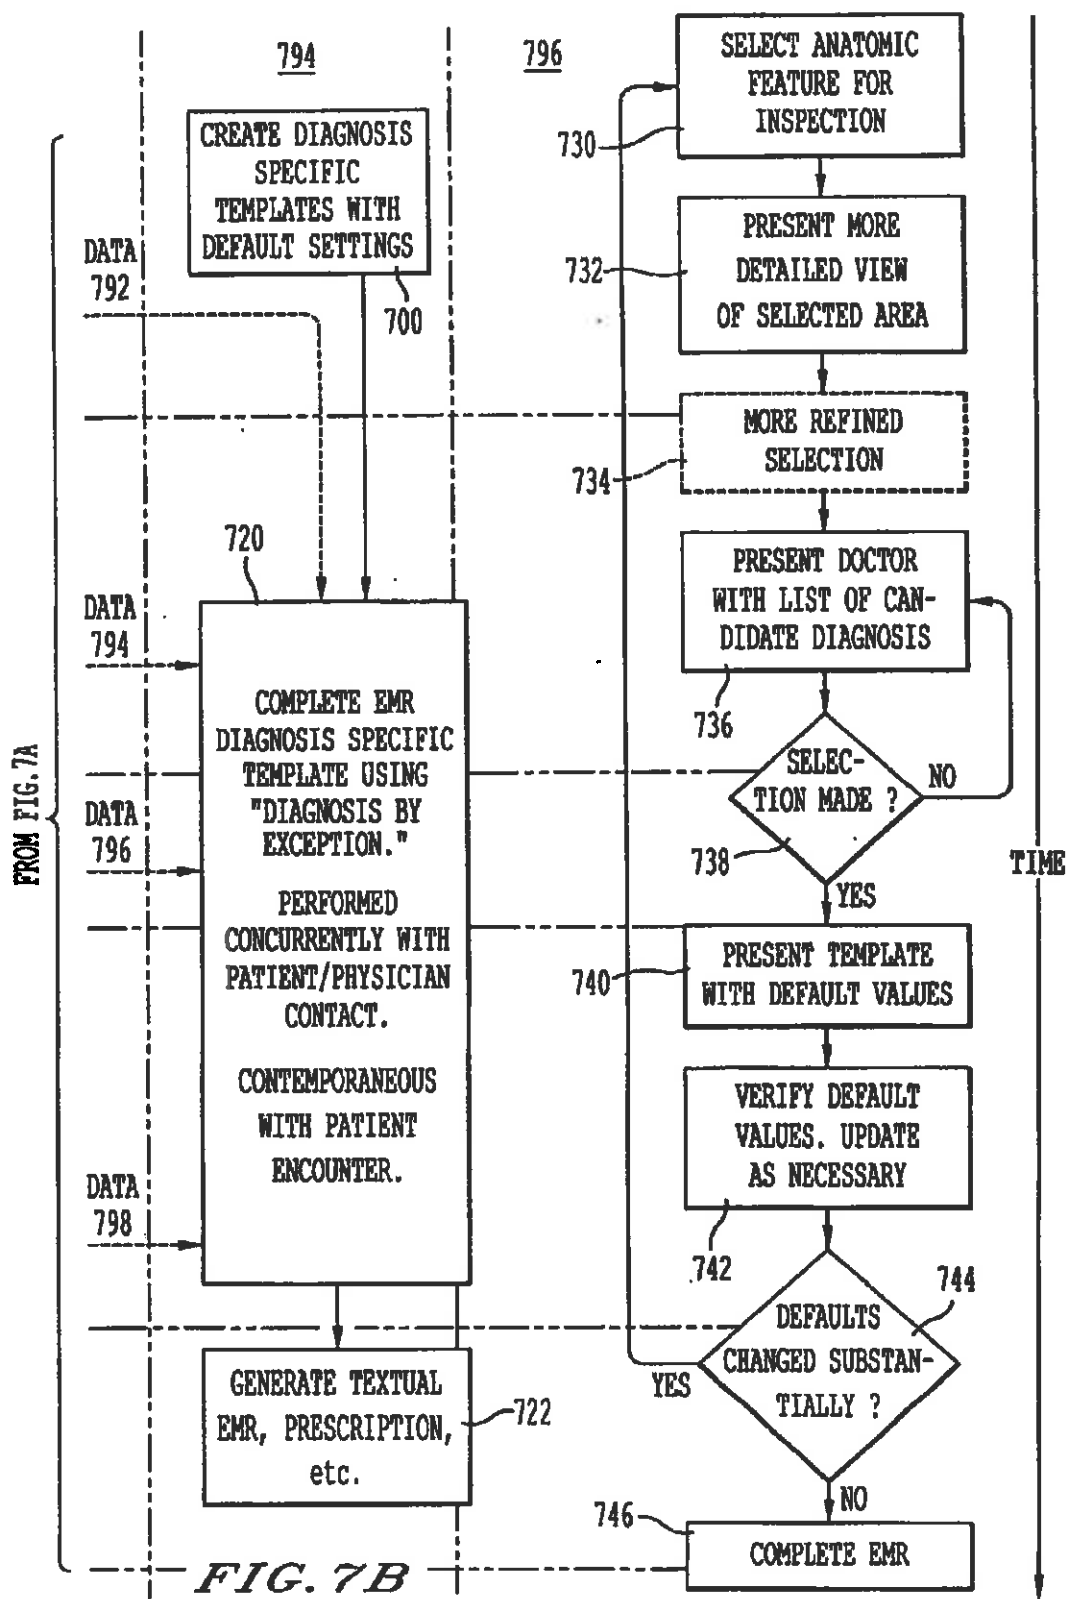 794
796
CREATE DIAGNOSIS
SPECIFIC
TEMPLATES WITH
DEFAULT SETTINGS
700
DATA
792
720
DATA
794
COMPLETE EMR
DIAGNOSIS SPECIFIC
TEMPLATE USING
"DIAGNOSIS BY
EXCEPTION."
PERFORMED
CONCURRENTLY WITH
PATIENT/PHYSICIAN
CONTACT.
CONTEMPORANEOUS
WITH PATIENT
ENCOUNTER.
DATA
796
DATA
798
FROM FIG. 7A
GENERATE TEXTUAL
EMR, PRESCRIPTION,
etc.
722
SELECT ANATOMIC
FEATURE FOR
INSPECTION
730
PRESENT MORE
DETAILED VIEW
OF SELECTED AREA
732
MORE REFINED
SELECTION
734
PRESENT DOCTOR
WITH LIST OF CAN-
DIDATE DIAGNOSIS
736
SELEC-
TION MADE ?
NO
738
YES
TIME
PRESENT TEMPLATE
WITH DEFAULT VALUES
740
VERIFY DEFAULT
VALUES. UPDATE
AS NECESSARY
742
744
DEFAULTS
CHANGED SUBSTAN-
TIALLY ?
YES
NO
746
COMPLETE EMR
FIG. 7B